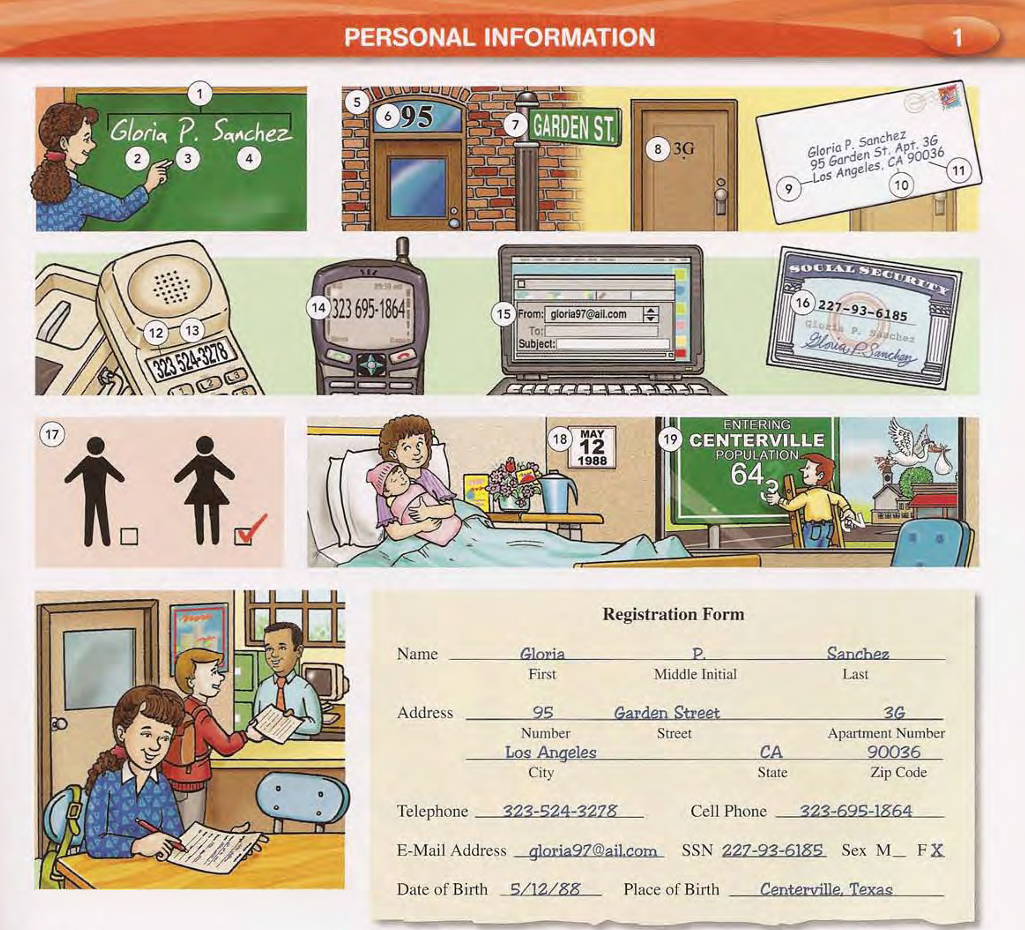 PERSONAL INFORMATION
1
1
Gloria P. Sanchez
2
3
4
5
6
95
7
GARDEN ST.
8
3G
Gloria P. Sanchez
95 Garden St. Apt. 3G
Los Angeles, CA 90036
9
10
11
12
13
323 524-3278
14
323 695-1864
15
From: gloria97@ail.com
To:
Subject:
SOCIAL SECURITY
16
227-93-6185
Gloria P. Sanchez
Gloria P. Sanchez
17
18
MAY
12
1988
19
ENTERING
CENTERVILLE
POPULATION
64
3
Registration Form
Name Gloria P. Sanchez
First Middle Initial Last
Address 95 Garden Street 3G
Number Street Apartment Number
Los Angeles CA 90036
City State Zip Code
Telephone 323-524-3278 Cell Phone 323-695-1864
E-Mail Address gloria97@ail.com SSN 227-93-6185 Sex M_ F X
Date of Birth 5/12/88 Place of Birth Centerville, Texas